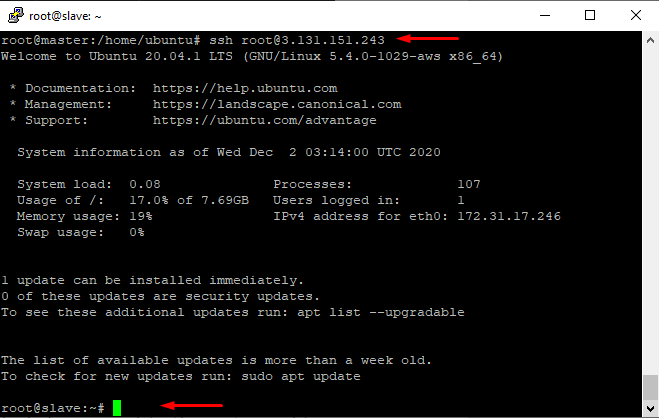 root@slave: ~
root@master:/home/ubuntu# ssh root@3.131.151.243
Welcome to Ubuntu 20.04.1 LTS (GNU/Linux 5.4.0-1029-aws x86_64)
* Documentation:  https://help.ubuntu.com
* Management:     https://landscape.canonical.com
* Support:        https://ubuntu.com/advantage
System information as of Wed Dec  2 03:14:00 UTC 2020
System load:  0.08              Processes:             107
Usage of /:   17.0% of 7.69GB   Users logged in:       1
Memory usage: 19%               IPv4 address for eth0: 172.31.17.246
Swap usage:   0%
1 update can be installed immediately.
0 of these updates are security updates.
To see these additional updates run: apt list --upgradable
The list of available updates is more than a week old.
To check for new updates run: sudo apt update
root@slave:~#